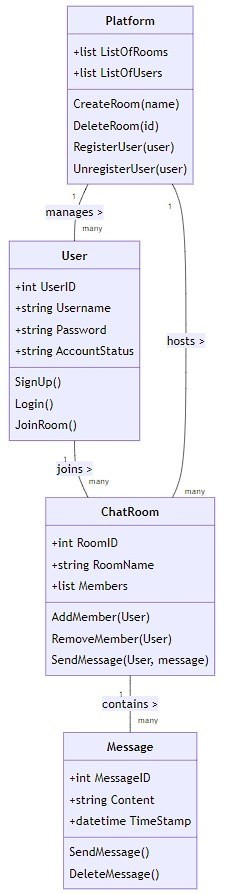 Platform
+list ListOfRooms
+list ListOfUsers
CreateRoom(name)
DeleteRoom(id)
RegisterUser(user)
UnregisterUser(user)
1
1
manages >
many
User
+int UserID
+string Username
+string Password
+string AccountStatus
SignUp()
Login()
JoinRoom()
hosts >
1
joins >
many
many
ChatRoom
+int RoomID
+string RoomName
+list Members
AddMember(User)
RemoveMember(User)
SendMessage(User, message)
1
contains >
many
Message
+int MessageID
+string Content
+datetime TimeStamp
SendMessage()
DeleteMessage()